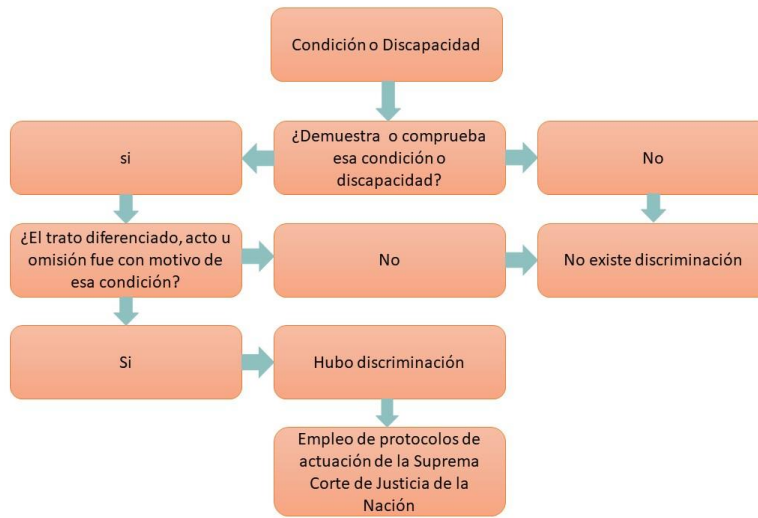 Condición o Discapacidad
si
¿Demuestra o comprueba
esa condición o
discapacidad?
No
¿El trato diferenciado, acto u
omisión fue con motivo de
esa condición?
No
No existe discriminación
Si
Hubo discriminación
Empleo de protocolos de
actuación de la Suprema
Corte de Justicia de la
Nación